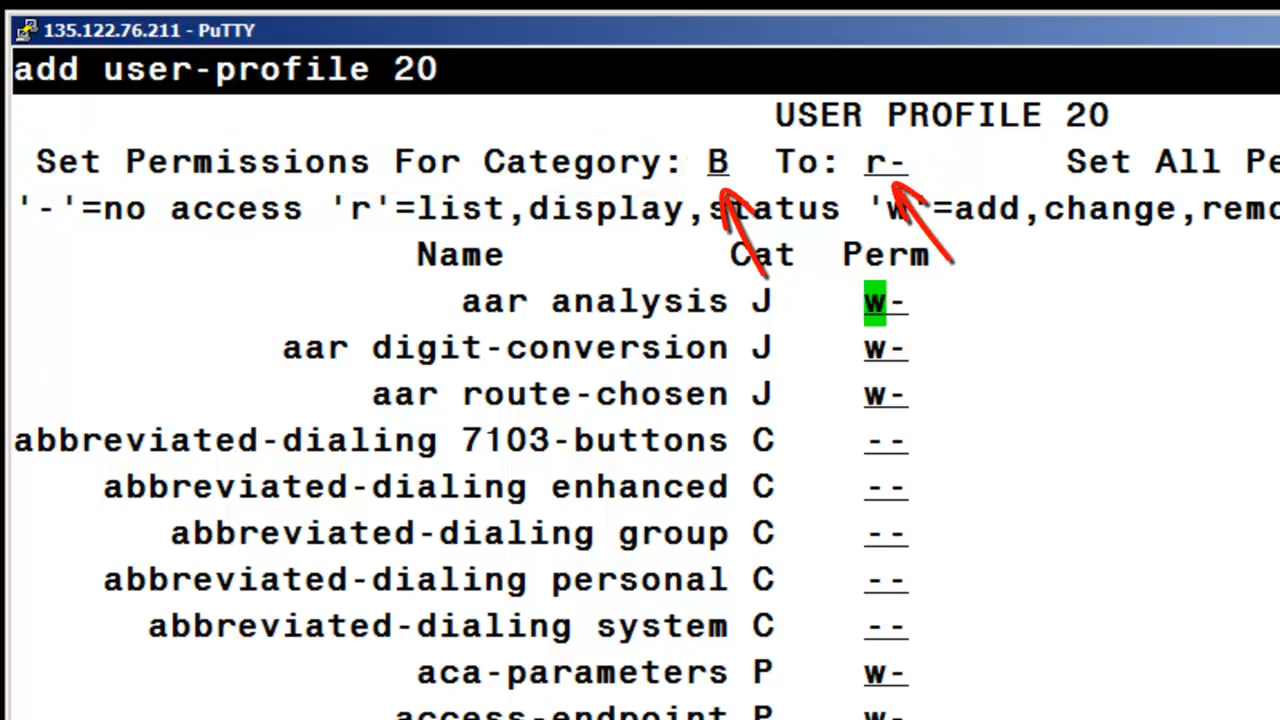 135.122.76.211 - PuTTY
add user-profile 20
USER PROFILE 20
Set Permissions For Category: B To: r- Set All Pe
'-'=no access 'r'=list,display,status 'w'=add,change,remo
Name Cat Perm
aar analysis J w-
aar digit-conversion J w-
aar route-chosen J w-
abbreviated-dialing 7103-buttons C --
abbreviated-dialing enhanced C --
abbreviated-dialing group C --
abbreviated-dialing personal C --
abbreviated-dialing system C --
aca-parameters P w-
access-endpoint P w-